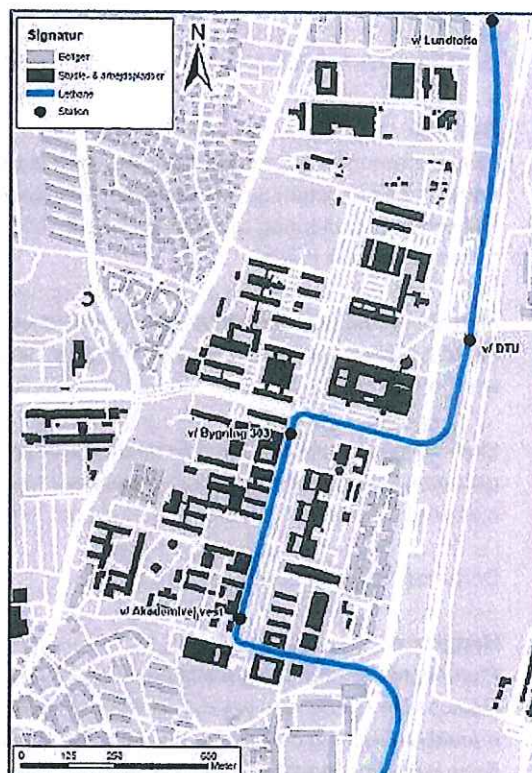 Signatur
Boliger
Studie- & arbejdspladser
Letbane
Station
N
v/ Lundtofte
v/ DTU
v/ Bygning 303
v/ Akademivej vest
0 125 250 500
Meter